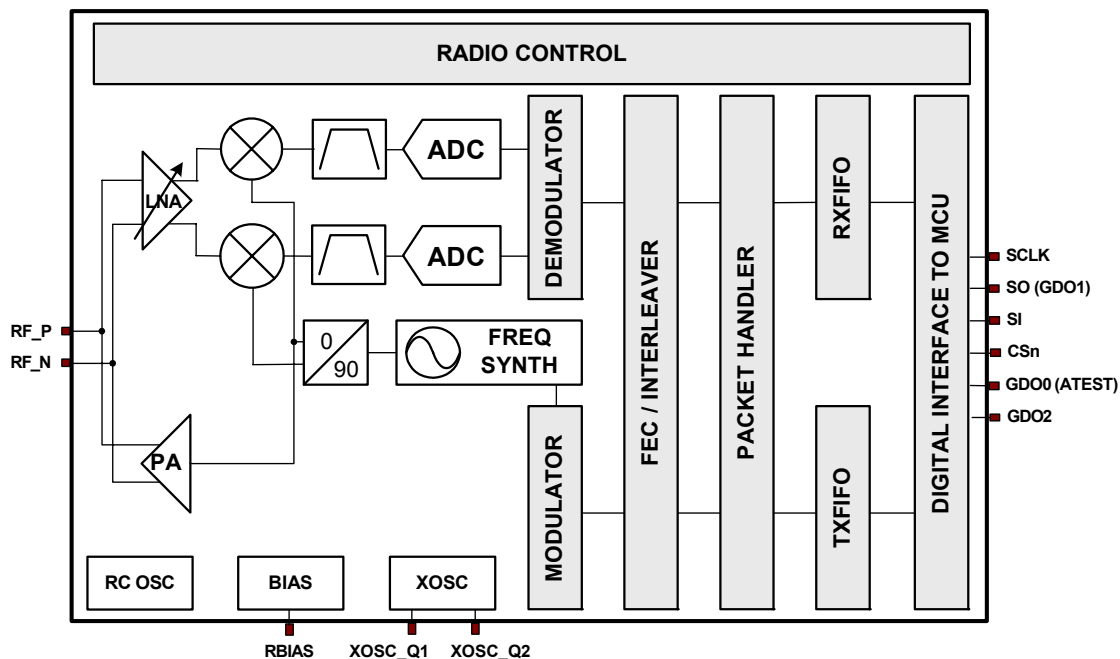 RADIO CONTROL
LNA
ADC
ADC
DEMODULATOR
FEC / INTERLEAVER
PACKET HANDLER
RXFIFO
DIGITAL INTERFACE TO MCU
SCLK
SO (GDO1)
SI
CSn
GDO0 (ATEST)
GDO2
RF_P
RF_N
0
90
FREQ
SYNTH
PA
MODULATOR
TXFIFO
RC OSC
BIAS
XOSC
RBIAS
XOSC_Q1
XOSC_Q2